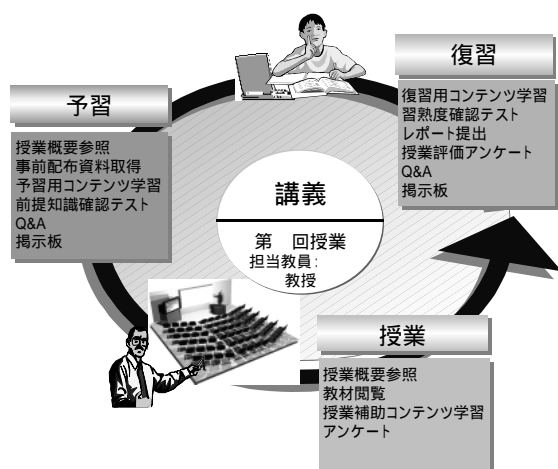 予習
授業概要参照
事前配布資料取得
予習用コンテンツ学習
前提知識確認テスト
Q&A
掲示板
講義
第　回授業
担当教員：
教授
授業
授業概要参照
教材閲覧
授業補助コンテンツ学習
アンケート
復習
復習用コンテンツ学習
習熟度確認テスト
レポート提出
授業評価アンケート
Q&A
掲示板